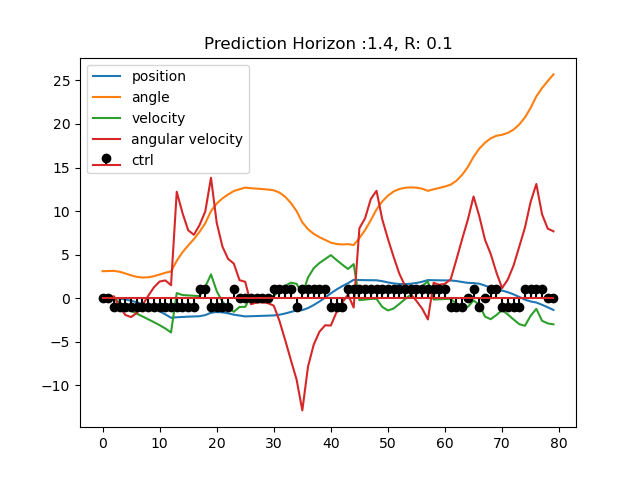 Prediction Horizon :1.4, R: 0.1
position
angle
velocity
angular velocity
ctrl
25
20
15
10
5
0
−5
−10
0 10 20 30 40 50 60 70 80